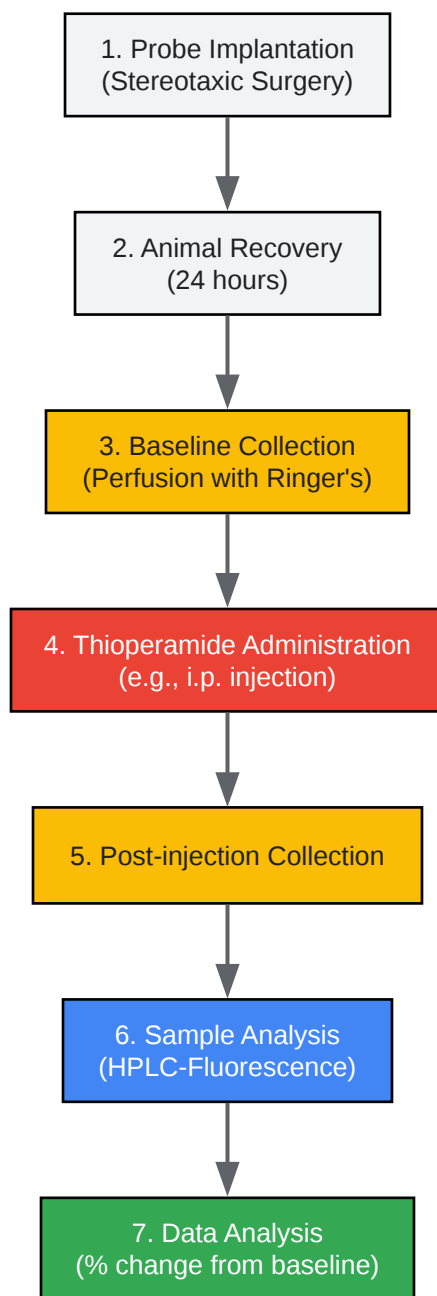 1. Probe Implantation
(Stereotaxic Surgery)
2. Animal Recovery
(24 hours)
3. Baseline Collection
(Perfusion with Ringer's)
4. Thioperamide Administration
(e.g., i.p. injection)
5. Post-injection Collection
6. Sample Analysis
(HPLC-Fluorescence)
7. Data Analysis
(% change from baseline)